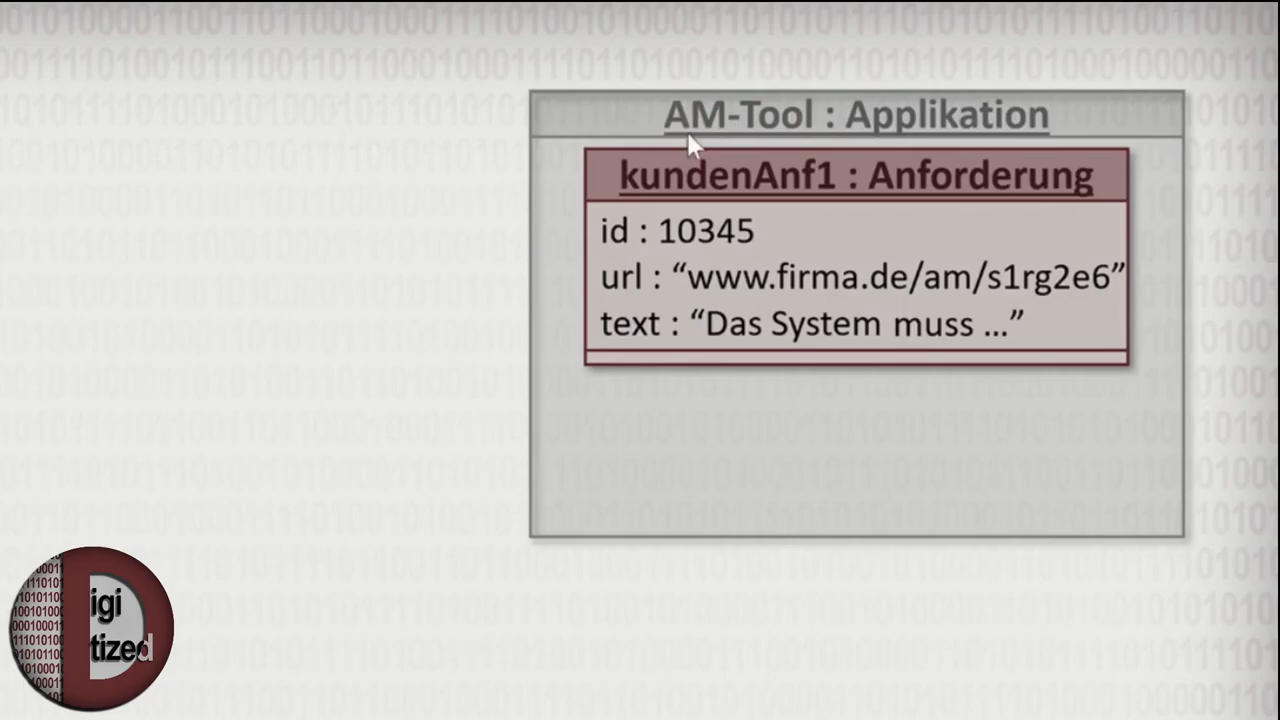 AM-Tool : Applikation
kundenAnf1 : Anforderung
id : 10345
url : “www.firma.de/am/s1rg2e6”
text : “Das System muss ...”
igi
tized